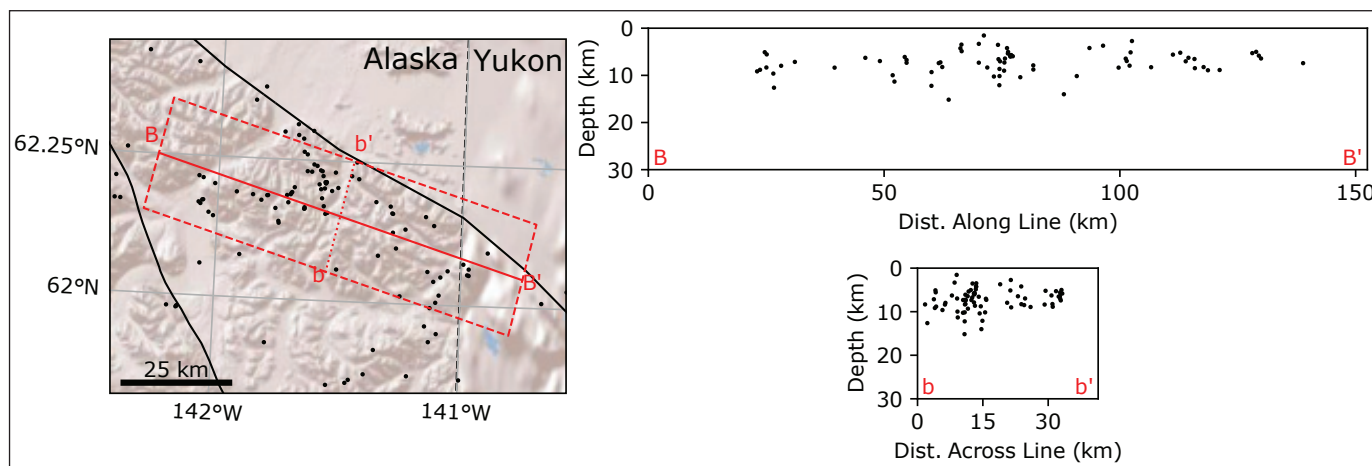 Alaska Yukon
B
b'
b
B'
62.25°N
62°N
25 km
142°W
141°W
0
10
20
30
Depth (km)
B
B'
0
50
100
150
Dist. Along Line (km)
0
10
20
30
Depth (km)
b
b'
0
15
30
Dist. Across Line (km)